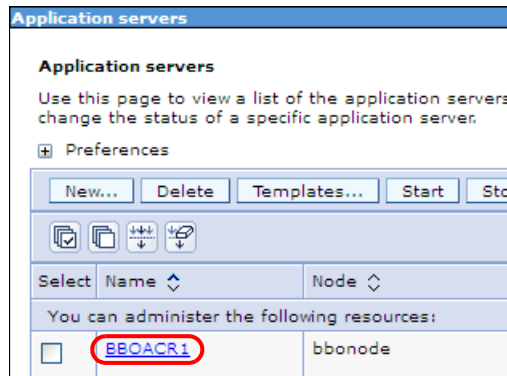 Application servers
Application servers
Use this page to view a list of the application servers
change the status of a specific application server.
Preferences
New... Delete Templates... Start
Select Name Node
You can administer the following resources:
BBOACR1 bbonode